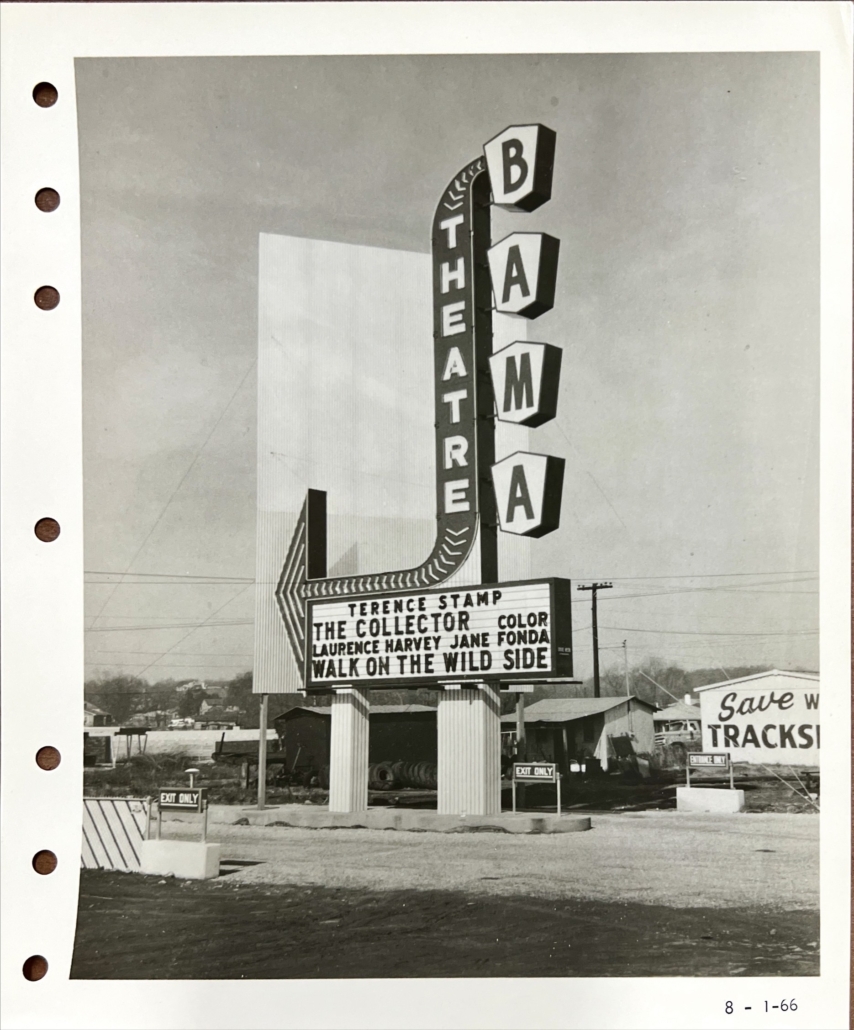 BAMA
THEATRE
TERENCE STAMP
THE COLLECTOR COLOR
LAURENCE HARVEY JANE FONDA
WALK ON THE WILD SIDE
Save W
TRACKS
ENTRANCE ONLY
EXIT ONLY
EXIT ONLY
8 - 1-66